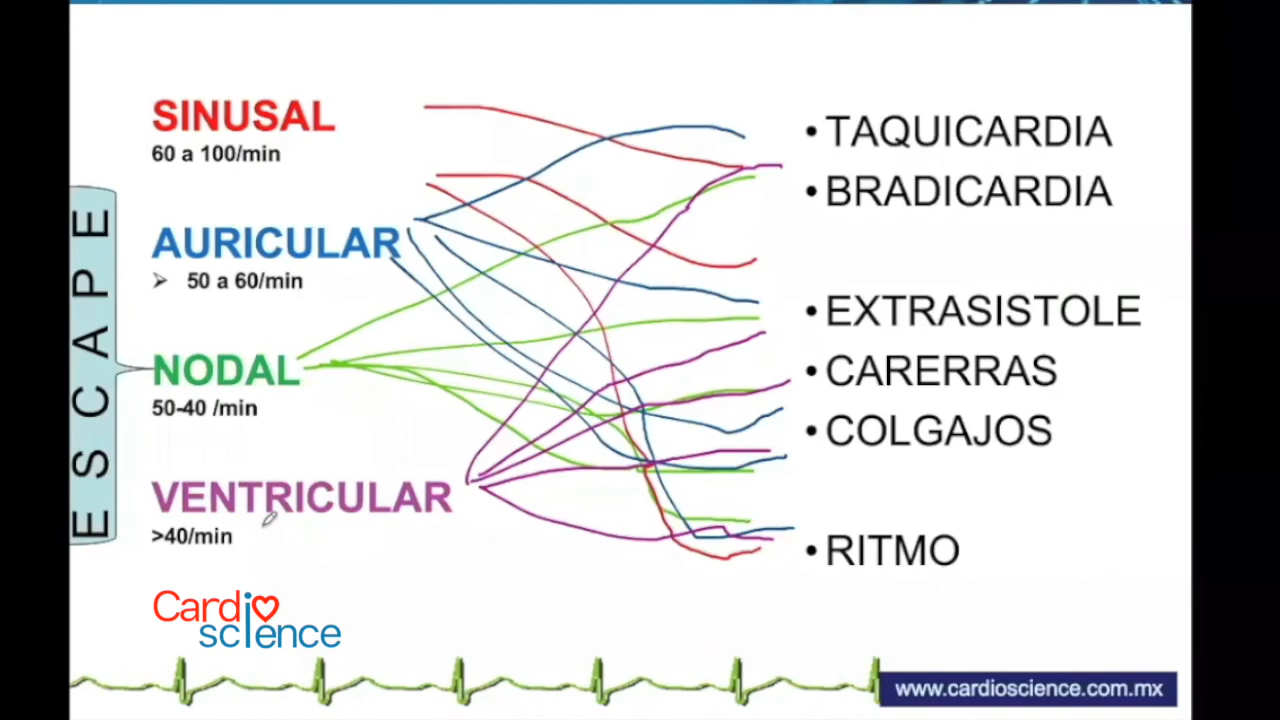 ESCAPE
SINUSAL
60 a 100/min
AURICULAR
➢ 50 a 60/min
NODAL
50-40 /min
VENTRICULAR
>40/min
• TAQUICARDIA
• BRADICARDIA
• EXTRASISTOLE
• CARERRAS
• COLGAJOS
• RITMO
Cardio
science
www.cardioscience.com.mx